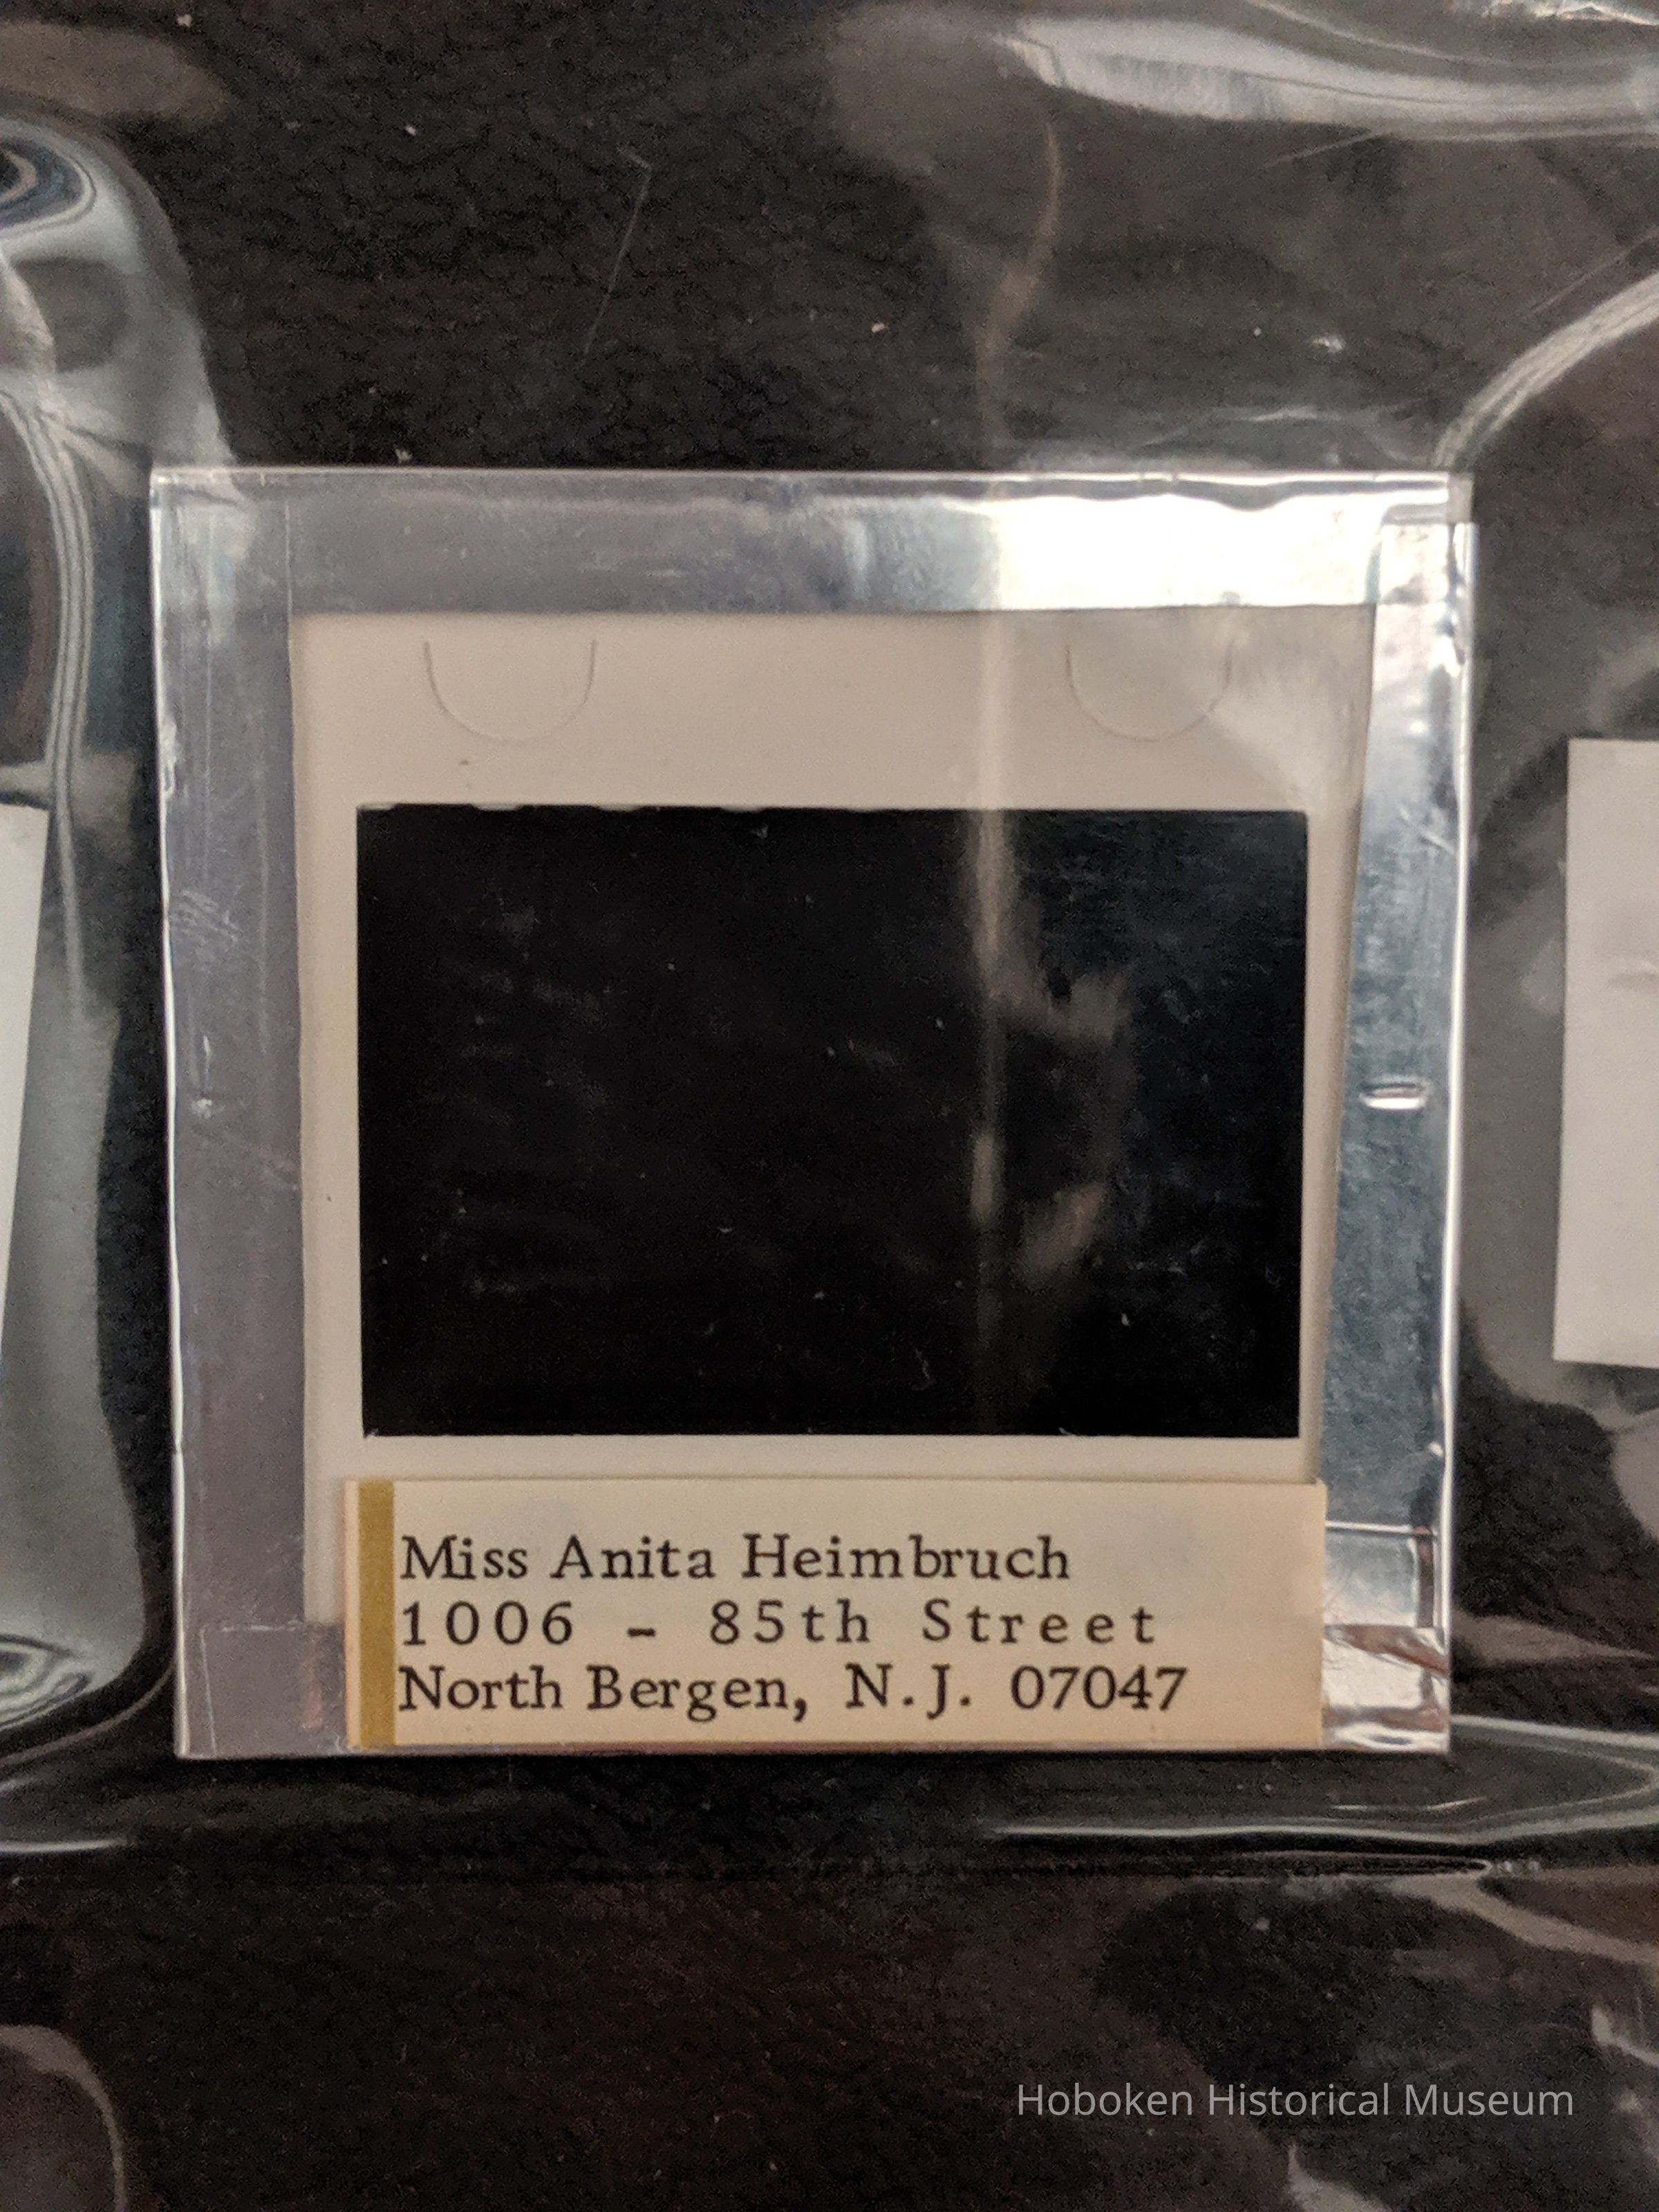 Miss Anita Heimbruch
1006 - 85th Street
North Bergen, N.J. 07047
Hoboken Historical Museum